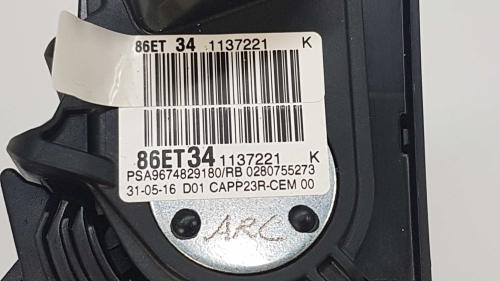 86ET 34 1137221 K
86ET34 1137221 K
PSA9674829180/RB 0280755273
31-05-16 D01 CAPP23R-CEM 00
ARC